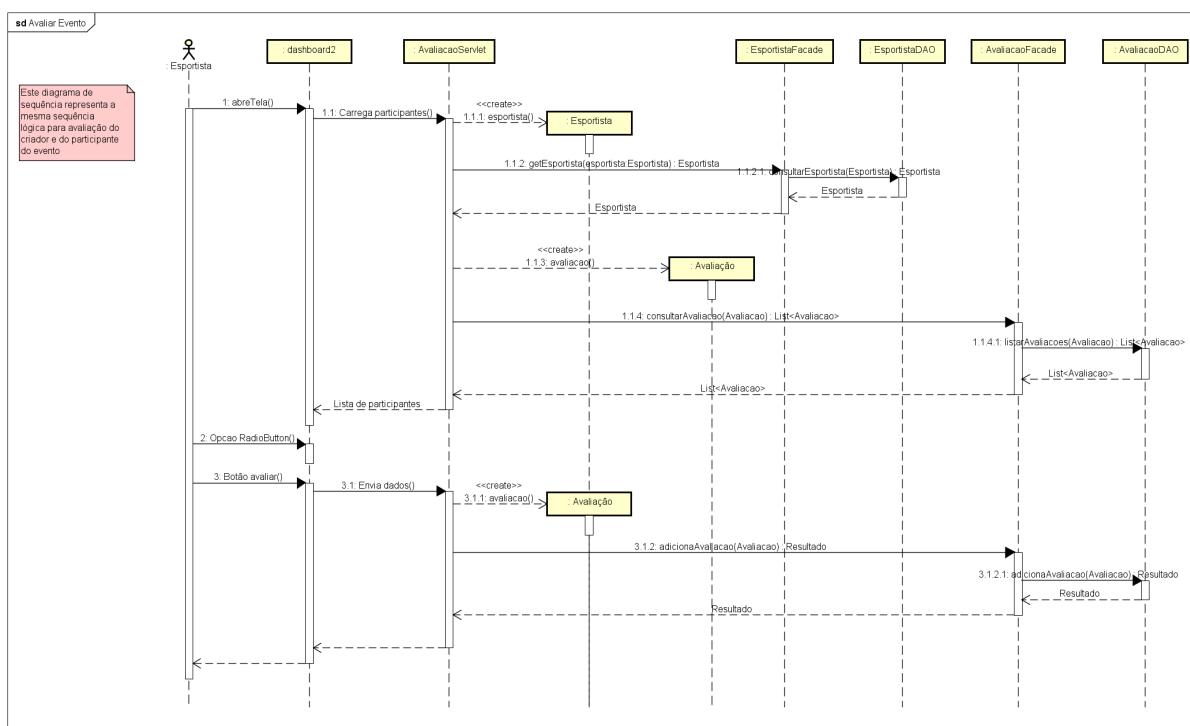 sd Avaliar Evento
: Esportista
: dashboard2
: AvaliacaoServlet
: EsportistaFacade
: EsportistaDAO
: AvaliacaoFacade
: AvaliacaoDAO
Este diagrama de
sequência representa a
mesma sequência
lógica para avaliação do
criador e do participante
do evento
1: abreTela()
1.1: Carrega participantes()
<<create>>
1.1.1: esportista()
: Esportista
1.1.2: getEsportista(esportista:Esportista) : Esportista
1.1.2.1: consultarEsportista(Esportista) : Esportista
Esportista
Esportista
<<create>>
1.1.3: avaliacao()
: Avaliação
1.1.4: consultarAvaliacao(Avaliacao) : List<Avaliacao>
1.1.4.1: listarAvaliacoes(Avaliacao) : List<Avaliacao>
List<Avaliacao>
List<Avaliacao>
Lista de participantes
2: Opcao RadioButton()
3: Botão avaliar()
3.1: Envia dados()
<<create>>
3.1.1: avaliacao()
: Avaliação
3.1.2: adicionaAvaliacao(Avaliacao) : Resultado
3.1.2.1: adicionaAvaliacao(Avaliacao) : Resultado
Resultado
Resultado